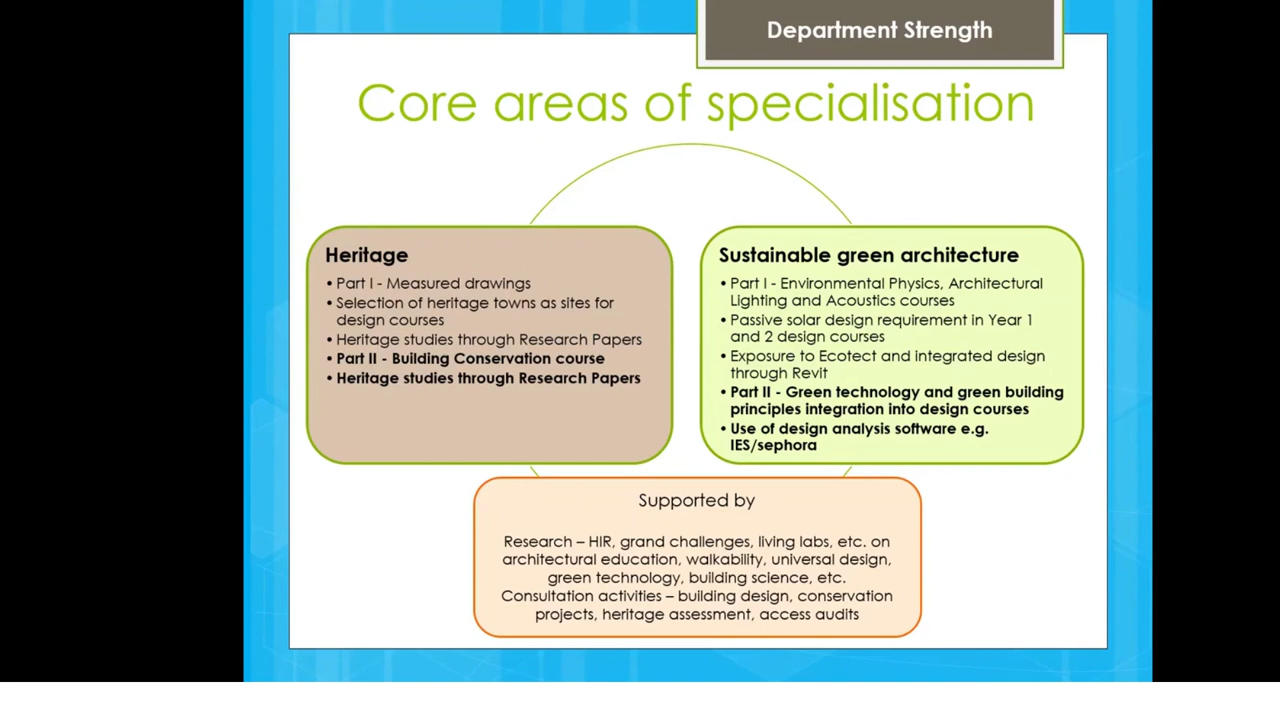 Department Strength
Core areas of specialisation
Heritage
• Part I - Measured drawings
• Selection of heritage towns as sites for
design courses
• Heritage studies through Research Papers
• Part II - Building Conservation course
• Heritage studies through Research Papers
Sustainable green architecture
• Part I - Environmental Physics, Architectural
Lighting and Acoustics courses
• Passive solar design requirement in Year 1
and 2 design courses
• Exposure to Ecotect and integrated design
through Revit
• Part II - Green technology and green building
principles integration into design courses
• Use of design analysis software e.g.
IES/sephora
Supported by
Research – HIR, grand challenges, living labs, etc. on
architectural education, walkability, universal design,
green technology, building science, etc.
Consultation activities – building design, conservation
projects, heritage assessment, access audits